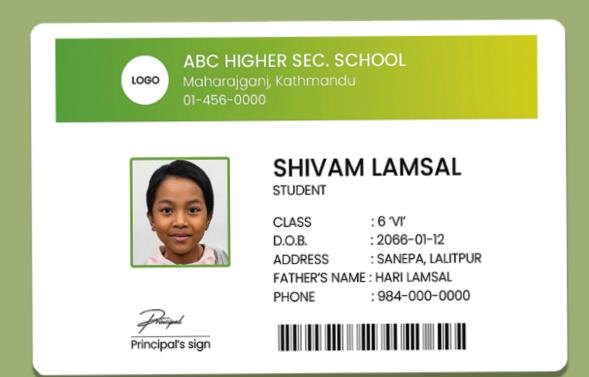 LOGO
ABC HIGHER SEC. SCHOOL
Maharajganj, Kathmandu
01-456-0000
SHIVAM LAMSAL
STUDENT
CLASS : 6 'VI'
D.O.B. : 2066-01-12
ADDRESS : SANEPA, LALITPUR
FATHER'S NAME : HARI LAMSAL
PHONE : 984-000-0000
Principal
Principal's sign